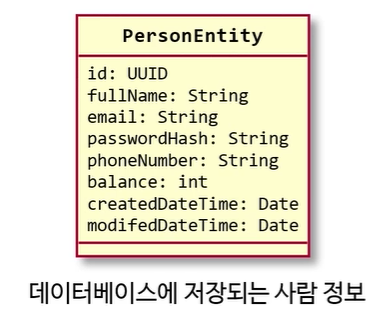 PersonEntity
id: UUID
fullName: String
email: String
passwordHash: String
phoneNumber: String
balance: int
createdDateTime: Date
modifedDateTime: Date
데이터베이스에 저장되는 사람 정보